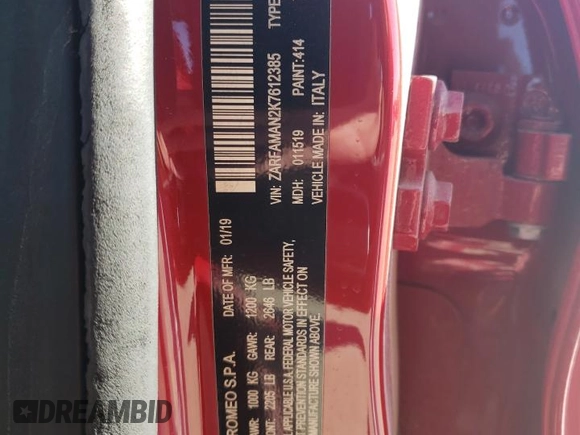 ROMEO S.P.A. DATE OF MFR: 01/19
GAWR: 1000 KG GAWR: 1200 KG
2205 LB REAR: 2646 LB
APPLICABLE U.S.A. FEDERAL MOTOR VEHICLE SAFETY,
PREVENTION STANDARDS IN EFFECT ON
MANUFACTURE SHOWN ABOVE.
VIN: ZARFAMAN2K7612385 TYPE
MDH: 011519 PAINT: 414
VEHICLE MADE IN: ITALY
DREAMBID